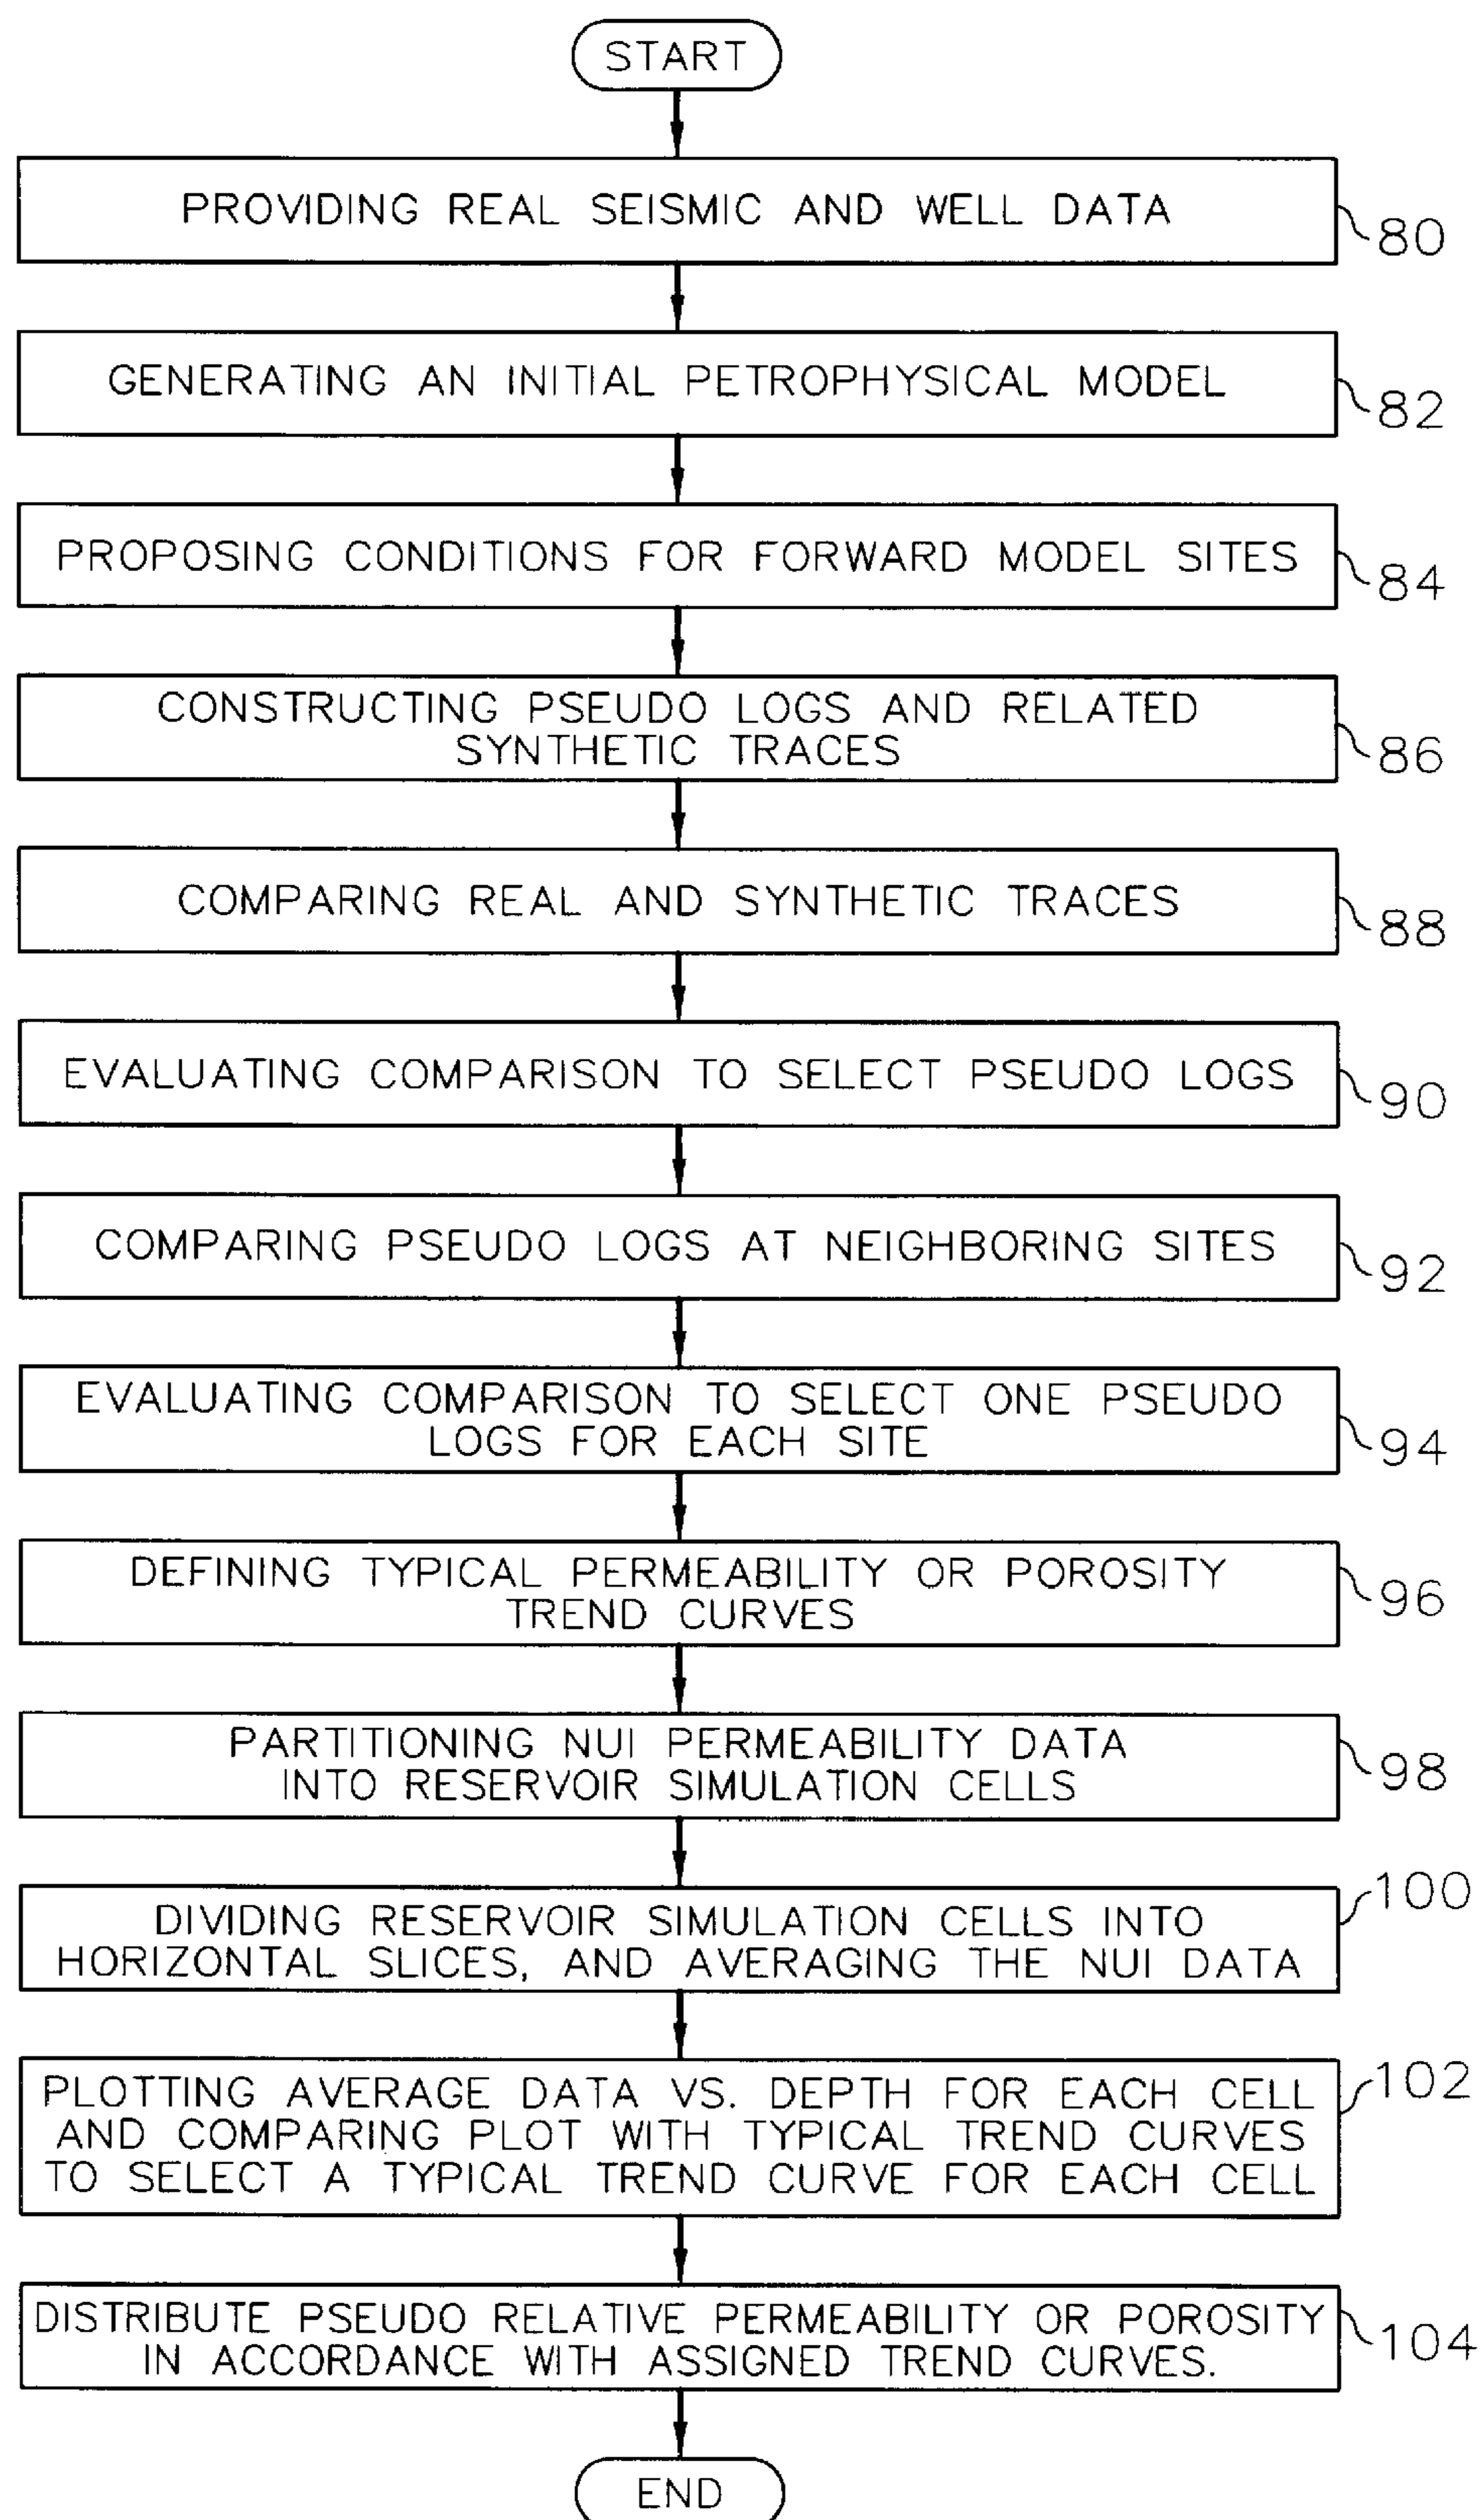 START
PROVIDING REAL SEISMIC AND WELL DATA
80
GENERATING AN INITIAL PETROPHYSICAL MODEL
82
PROPOSING CONDITIONS FOR FORWARD MODEL SITES
84
CONSTRUCTING PSEUDO LOGS AND RELATED
SYNTHETIC TRACES
86
COMPARING REAL AND SYNTHETIC TRACES
88
EVALUATING COMPARISON TO SELECT PSEUDO LOGS
90
COMPARING PSEUDO LOGS AT NEIGHBORING SITES
92
EVALUATING COMPARISON TO SELECT ONE PSEUDO
LOGS FOR EACH SITE
94
DEFINING TYPICAL PERMEABILITY OR POROSITY
TREND CURVES
96
PARTITIONING NUI PERMEABILITY DATA
INTO RESERVOIR SIMULATION CELLS
98
DIVIDING RESERVOIR SIMULATION CELLS INTO
HORIZONTAL SLICES, AND AVERAGING THE NUI DATA
100
PLOTTING AVERAGE DATA VS. DEPTH FOR EACH CELL
AND COMPARING PLOT WITH TYPICAL TREND CURVES
TO SELECT A TYPICAL TREND CURVE FOR EACH CELL
102
DISTRIBUTE PSEUDO RELATIVE PERMEABILITY OR POROSITY
IN ACCORDANCE WITH ASSIGNED TREND CURVES.
104
END